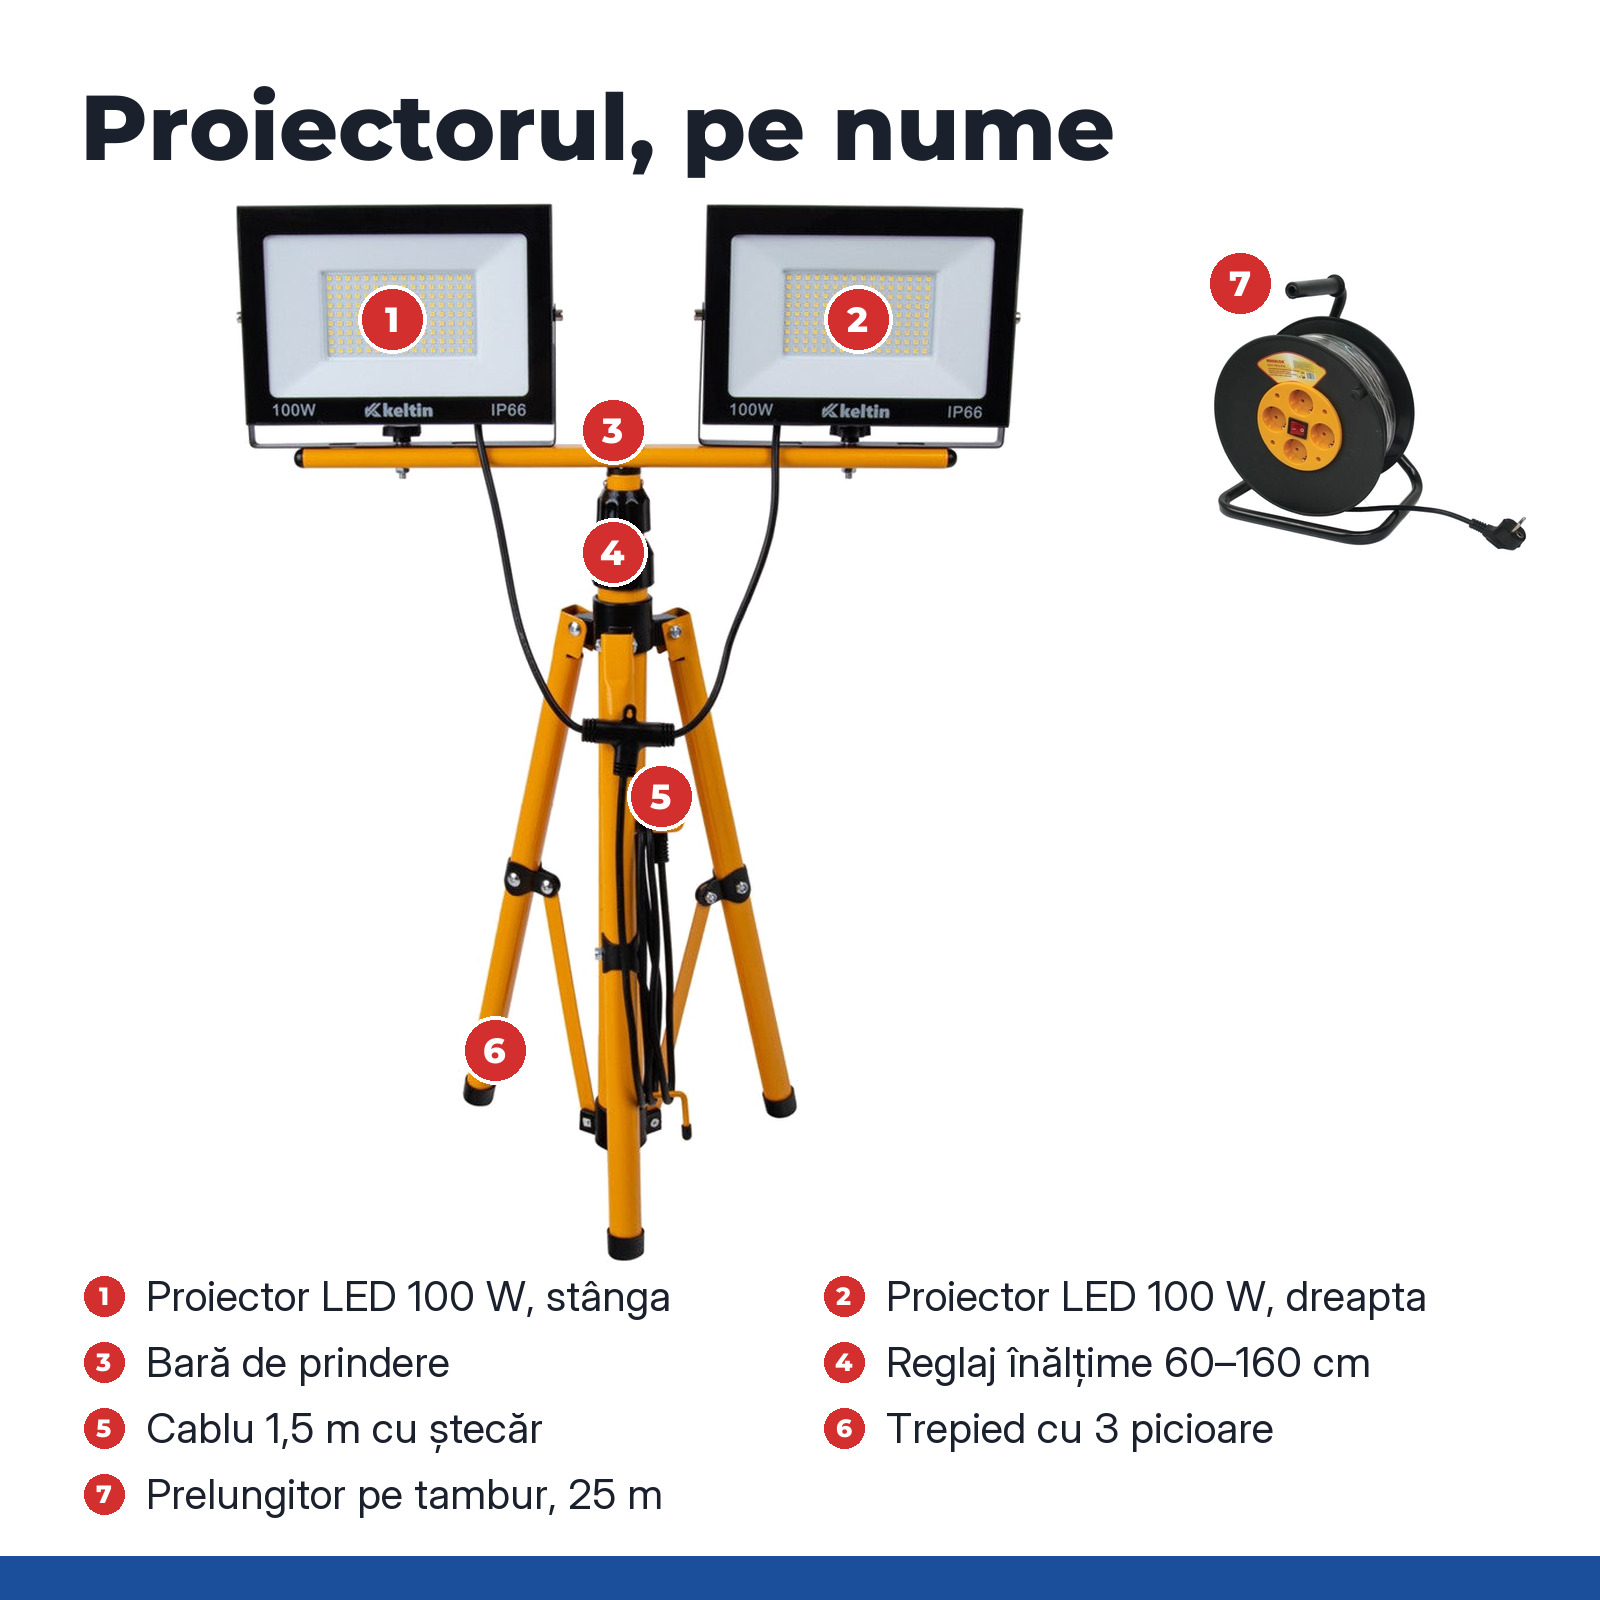 Proiectorul, pe nume
1
2
7
100W keltin IP66
100W keltin IP66
3
4
5
6
1 Proiector LED 100 W, stânga
2 Proiector LED 100 W, dreapta
3 Bară de prindere
4 Reglaj înălțime 60–160 cm
5 Cablu 1,5 m cu ștecăr
6 Trepied cu 3 picioare
7 Prelungitor pe tambur, 25 m